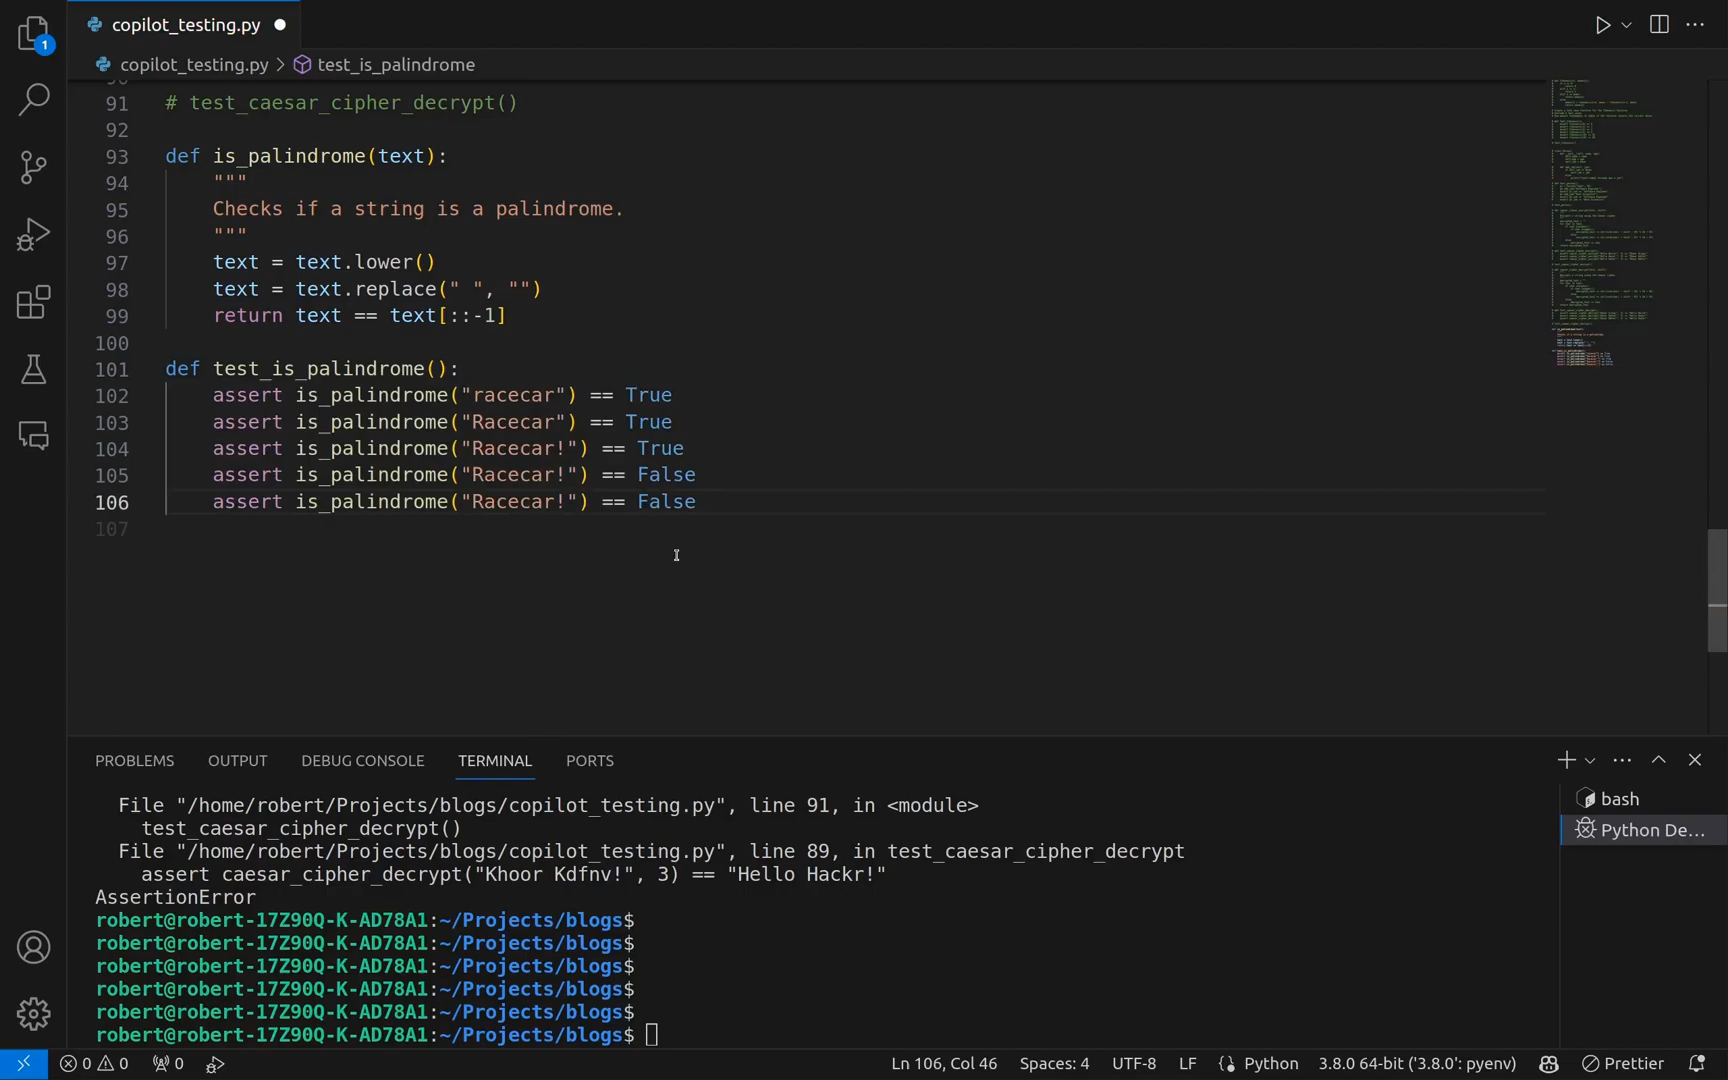 1
copilot_testing.py
copilot_testing.py > test_is_palindrome
91 # test_caesar_cipher_decrypt()
92
93 def is_palindrome(text):
94 """
95 Checks if a string is a palindrome.
96 """
97 text = text.lower()
98 text = text.replace(" ", "")
99 return text == text[::-1]
100
101 def test_is_palindrome():
102 assert is_palindrome("racecar") == True
103 assert is_palindrome("Racecar") == True
104 assert is_palindrome("Racecar!") == True
105 assert is_palindrome("Racecar!") == False
106 assert is_palindrome("Racecar!") == False
107
PROBLEMS OUTPUT DEBUG CONSOLE TERMINAL PORTS
File "/home/robert/Projects/blogs/copilot_testing.py", line 91, in <module>
test_caesar_cipher_decrypt()
File "/home/robert/Projects/blogs/copilot_testing.py", line 89, in test_caesar_cipher_decrypt
assert caesar_cipher_decrypt("Khoor Kdfnv!", 3) == "Hello Hackr!"
AssertionError
robert@robert-17Z90Q-K-AD78A1:~/Projects/blogs$
robert@robert-17Z90Q-K-AD78A1:~/Projects/blogs$
robert@robert-17Z90Q-K-AD78A1:~/Projects/blogs$
robert@robert-17Z90Q-K-AD78A1:~/Projects/blogs$
robert@robert-17Z90Q-K-AD78A1:~/Projects/blogs$
robert@robert-17Z90Q-K-AD78A1:~/Projects/blogs$
bash
Python De...
0 0 0 Ln 106, Col 46 Spaces: 4 UTF-8 LF {} Python 3.8.0 64-bit ('3.8.0': pyenv) Prettier